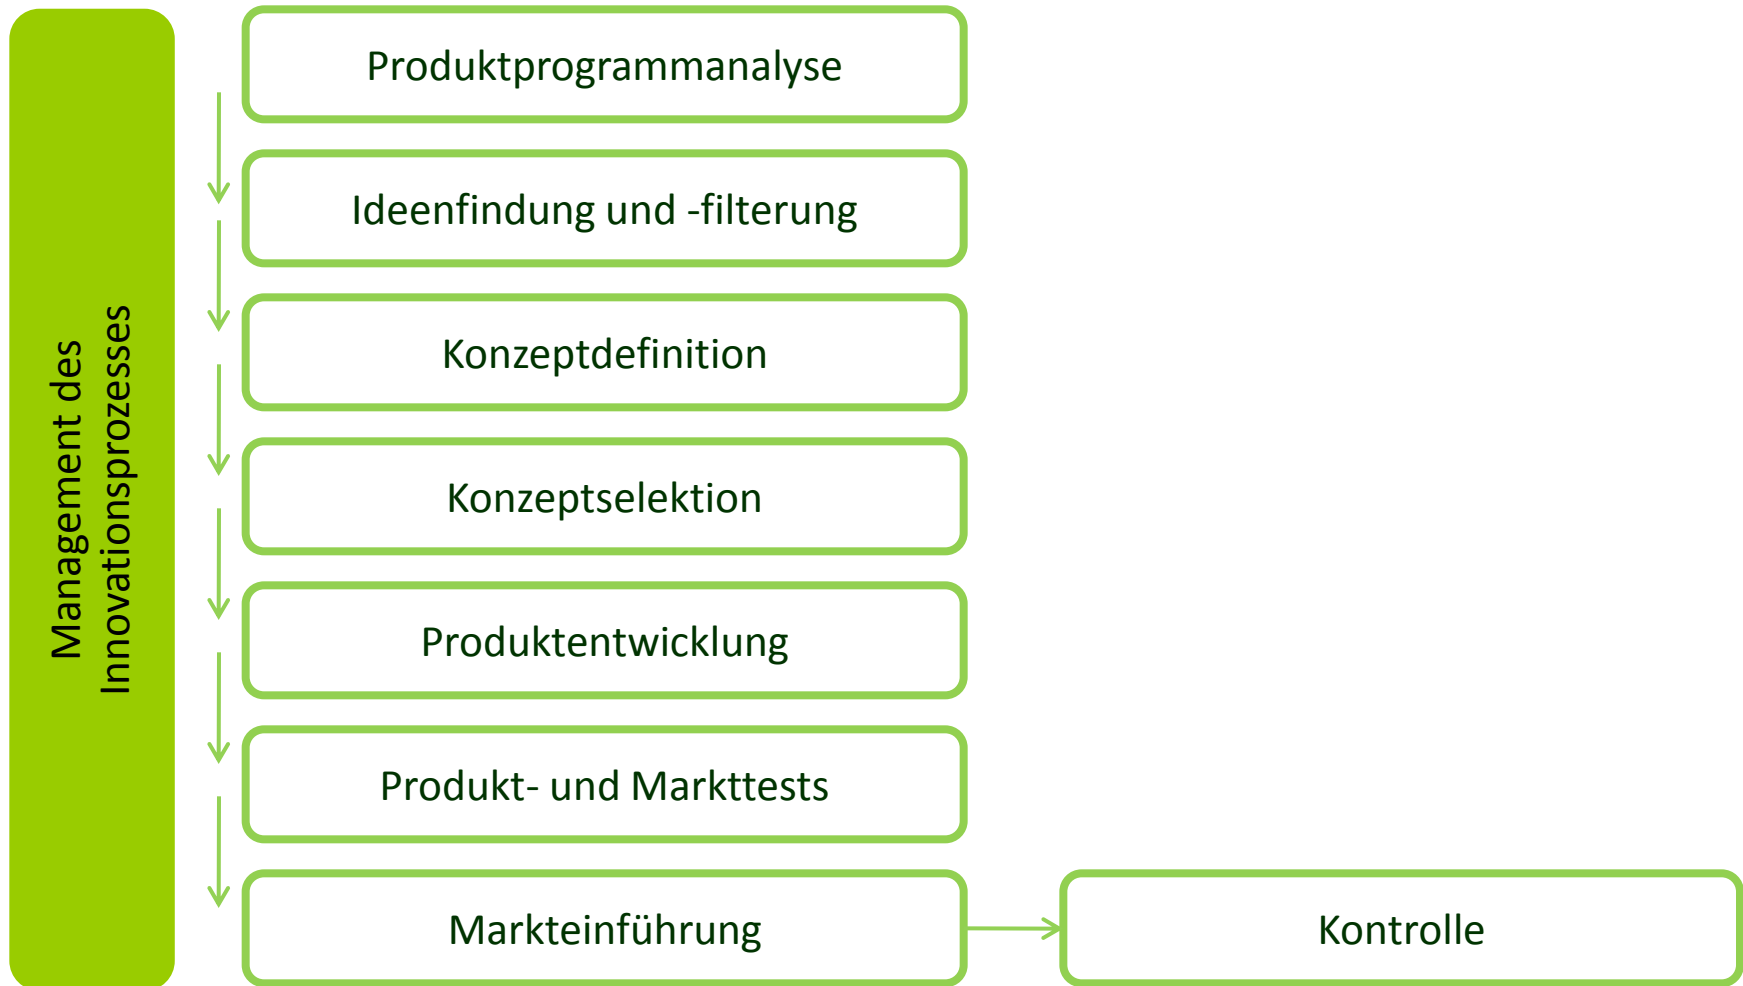 Management des
Innovationsprozesses
Produktprogrammanalyse
Ideenfindung und -filterung
Konzeptdefinition
Konzeptselektion
Produktentwicklung
Produkt- und Markttests
Markteinführung
Kontrolle